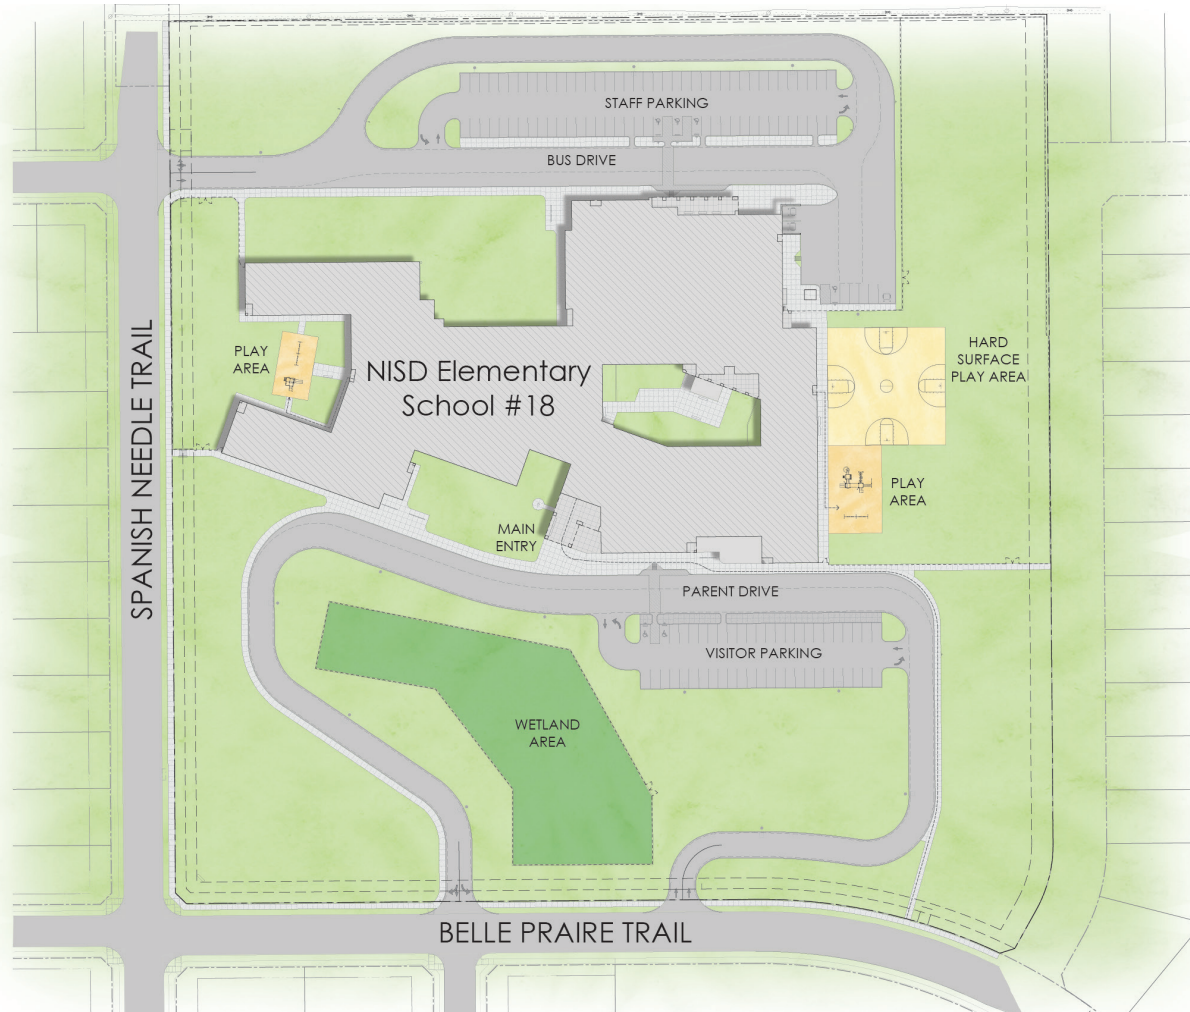 STAFF PARKING
BUS DRIVE
PLAY
AREA
NISD Elementary
School #18
HARD
SURFACE
PLAY AREA
PLAY
AREA
MAIN
ENTRY
SPANISH NEEDLE TRAIL
PARENT DRIVE
VISITOR PARKING
WETLAND
AREA
BELLE PRAIRE TRAIL